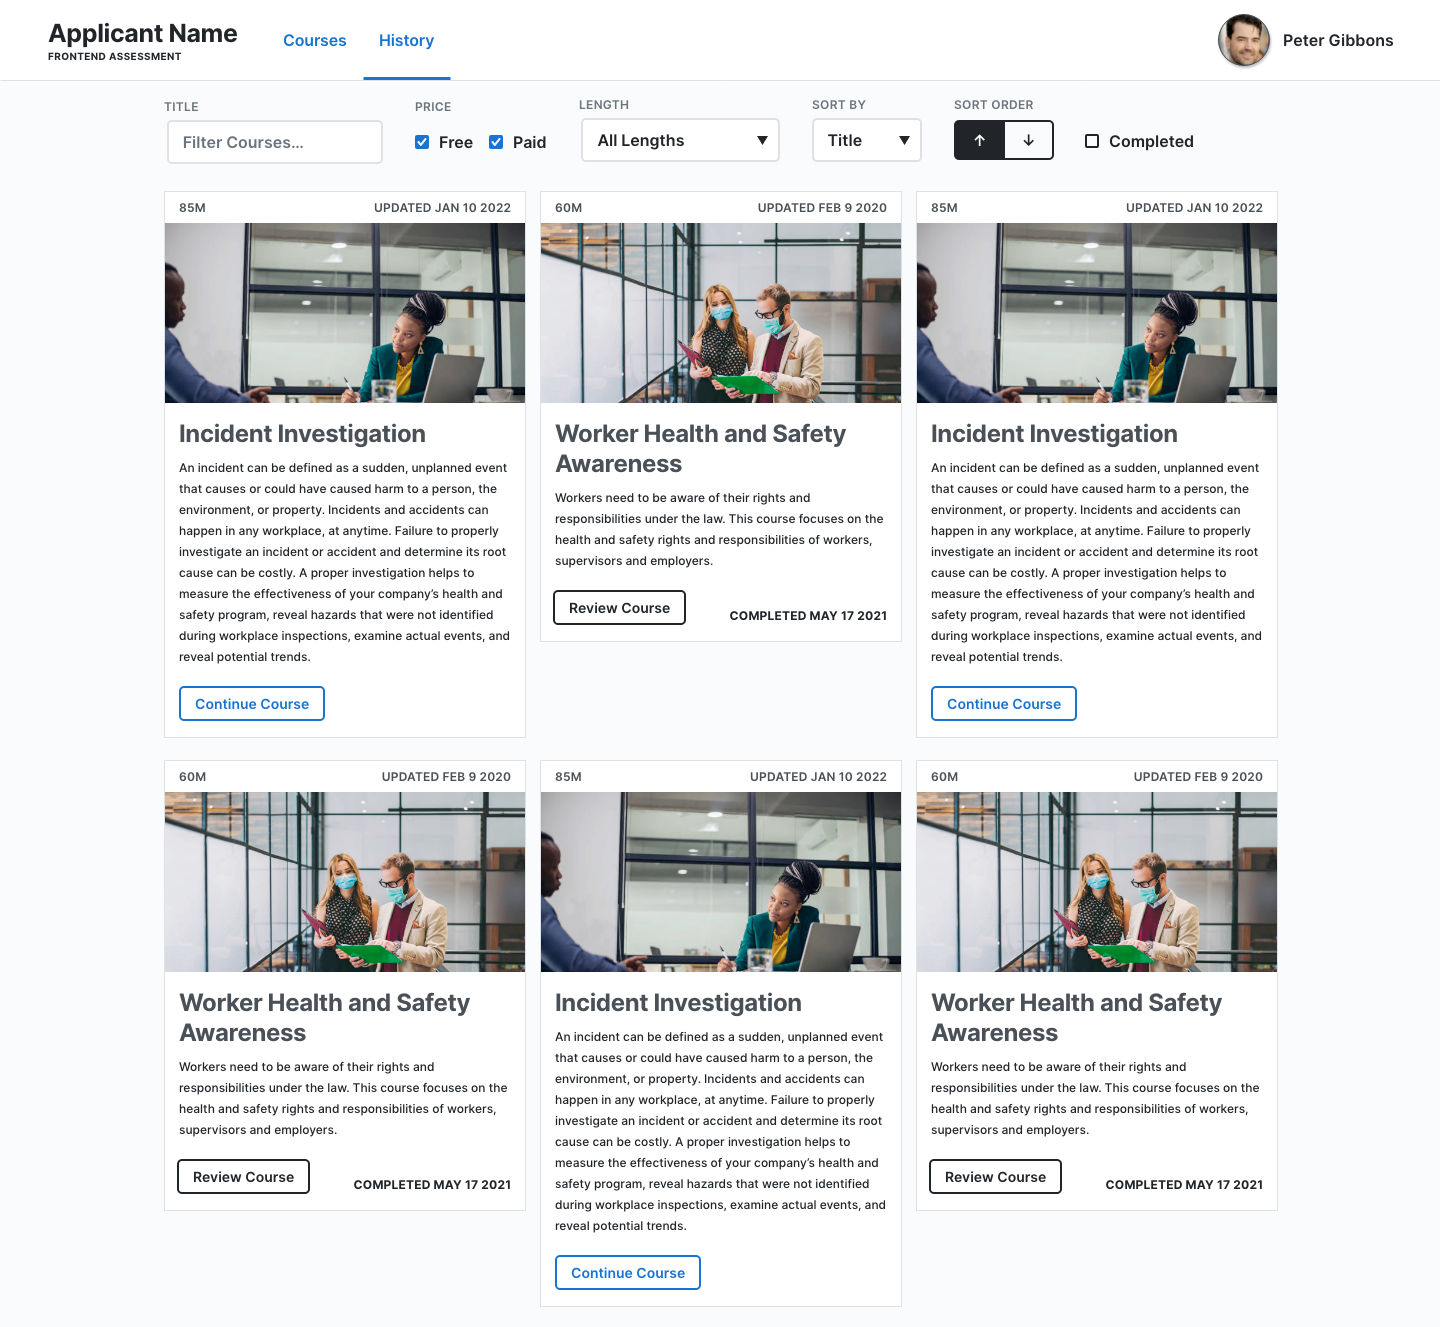 Applicant Name
FRONTEND ASSESSMENT
Courses
History
Peter Gibbons
TITLE
Filter Courses...
PRICE
Free
Paid
LENGTH
All Lengths
SORT BY
Title
SORT ORDER
↑ ↓
Completed
85M UPDATED JAN 10 2022
Incident Investigation
An incident can be defined as a sudden, unplanned event
that causes or could have caused harm to a person, the
environment, or property. Incidents and accidents can
happen in any workplace, at anytime. Failure to properly
investigate an incident or accident and determine its root
cause can be costly. A proper investigation helps to
measure the effectiveness of your company’s health and
safety program, reveal hazards that were not identified
during workplace inspections, examine actual events, and
reveal potential trends.
Continue Course
60M UPDATED FEB 9 2020
Worker Health and Safety
Awareness
Workers need to be aware of their rights and
responsibilities under the law. This course focuses on the
health and safety rights and responsibilities of workers,
supervisors and employers.
Review Course
COMPLETED MAY 17 2021
85M UPDATED JAN 10 2022
Incident Investigation
An incident can be defined as a sudden, unplanned event
that causes or could have caused harm to a person, the
environment, or property. Incidents and accidents can
happen in any workplace, at anytime. Failure to properly
investigate an incident or accident and determine its root
cause can be costly. A proper investigation helps to
measure the effectiveness of your company’s health and
safety program, reveal hazards that were not identified
during workplace inspections, examine actual events, and
reveal potential trends.
Continue Course
60M UPDATED FEB 9 2020
Worker Health and Safety
Awareness
Workers need to be aware of their rights and
responsibilities under the law. This course focuses on the
health and safety rights and responsibilities of workers,
supervisors and employers.
Review Course
COMPLETED MAY 17 2021
85M UPDATED JAN 10 2022
Incident Investigation
An incident can be defined as a sudden, unplanned event
that causes or could have caused harm to a person, the
environment, or property. Incidents and accidents can
happen in any workplace, at anytime. Failure to properly
investigate an incident or accident and determine its root
cause can be costly. A proper investigation helps to
measure the effectiveness of your company’s health and
safety program, reveal hazards that were not identified
during workplace inspections, examine actual events, and
reveal potential trends.
Continue Course
60M UPDATED FEB 9 2020
Worker Health and Safety
Awareness
Workers need to be aware of their rights and
responsibilities under the law. This course focuses on the
health and safety rights and responsibilities of workers,
supervisors and employers.
Review Course
COMPLETED MAY 17 2021